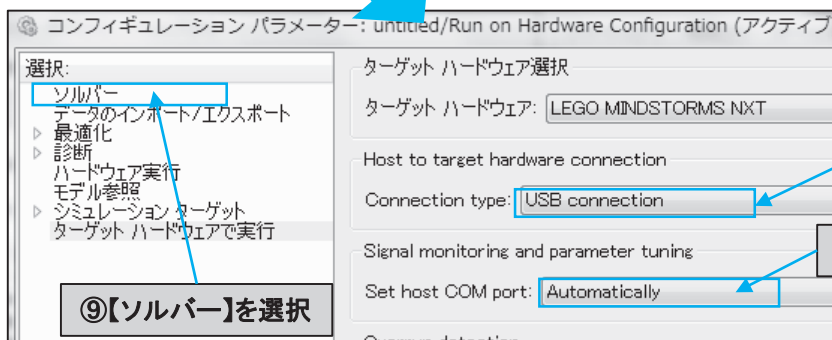 コンフィギュレーション パラメーター: untitled/Run on Hardware Configuration (アクティブ
選択:
ソルバー
データのインポート/エクスポート
最適化
診断
ハードウェア実行
モデル参照
シミュレーション ターゲット
ターゲット ハードウェアで実行
⑨【ソルバー】を選択
ターゲット ハードウェア選択
ターゲット ハードウェア: LEGO MINDSTORMS NXT
Host to target hardware connection
Connection type: USB connection
Signal monitoring and parameter tuning
Set host COM port: Automatically